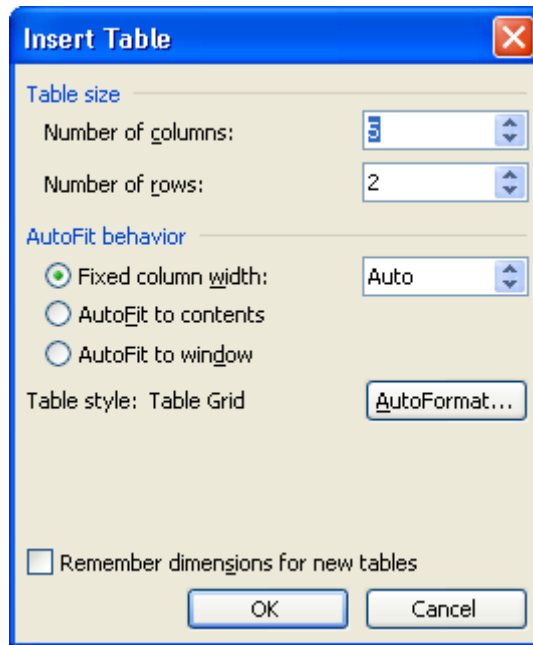 Insert Table
Table size
Number of columns: 5
Number of rows: 2
AutoFit behavior
Fixed column width: Auto
AutoFit to contents
AutoFit to window
Table style: Table Grid AutoFormat...
Remember dimensions for new tables
OK Cancel